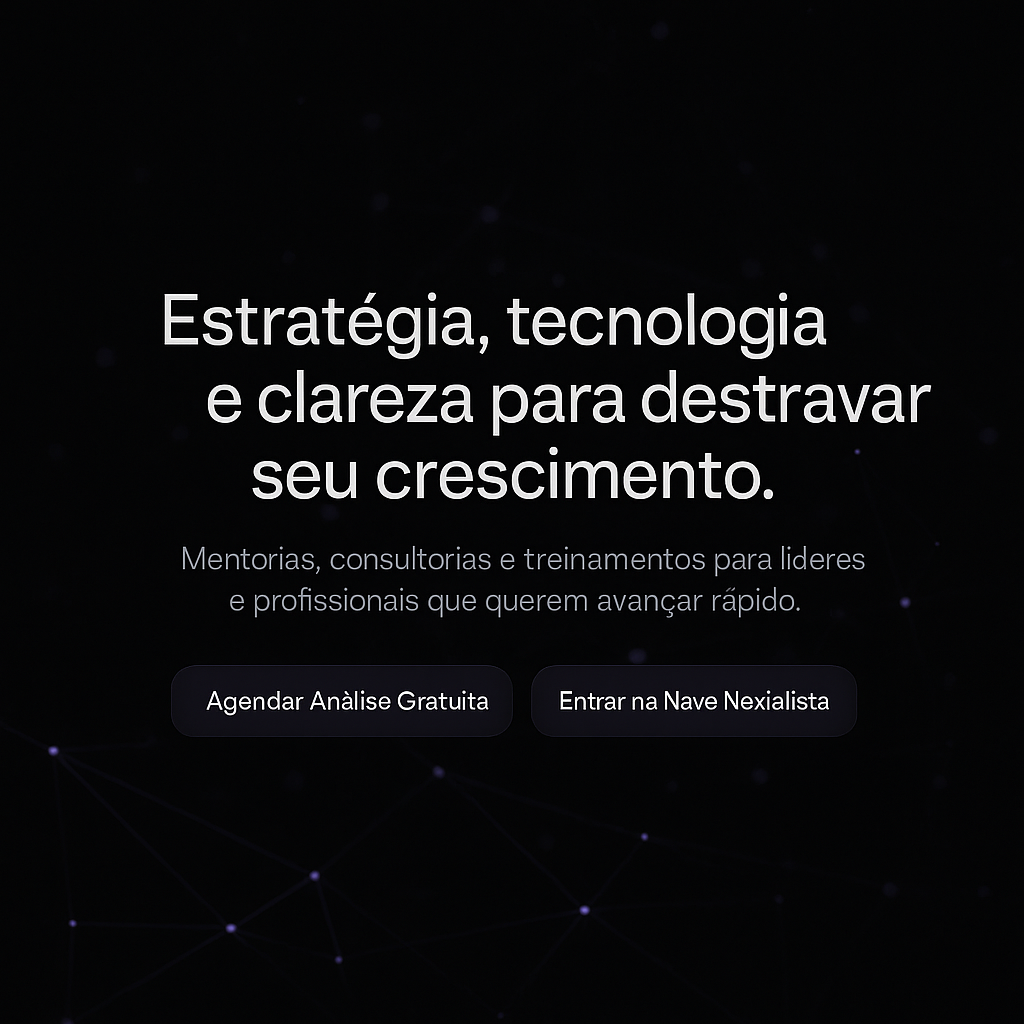 Estratégia, tecnologia
e clareza para destravar
seu crescimento.
Mentorias, consultorias e treinamentos para lideres
e profissionais que querem avançar rápido.
Agendar Anàlise Gratuita
Entrar na Nave Nexialista